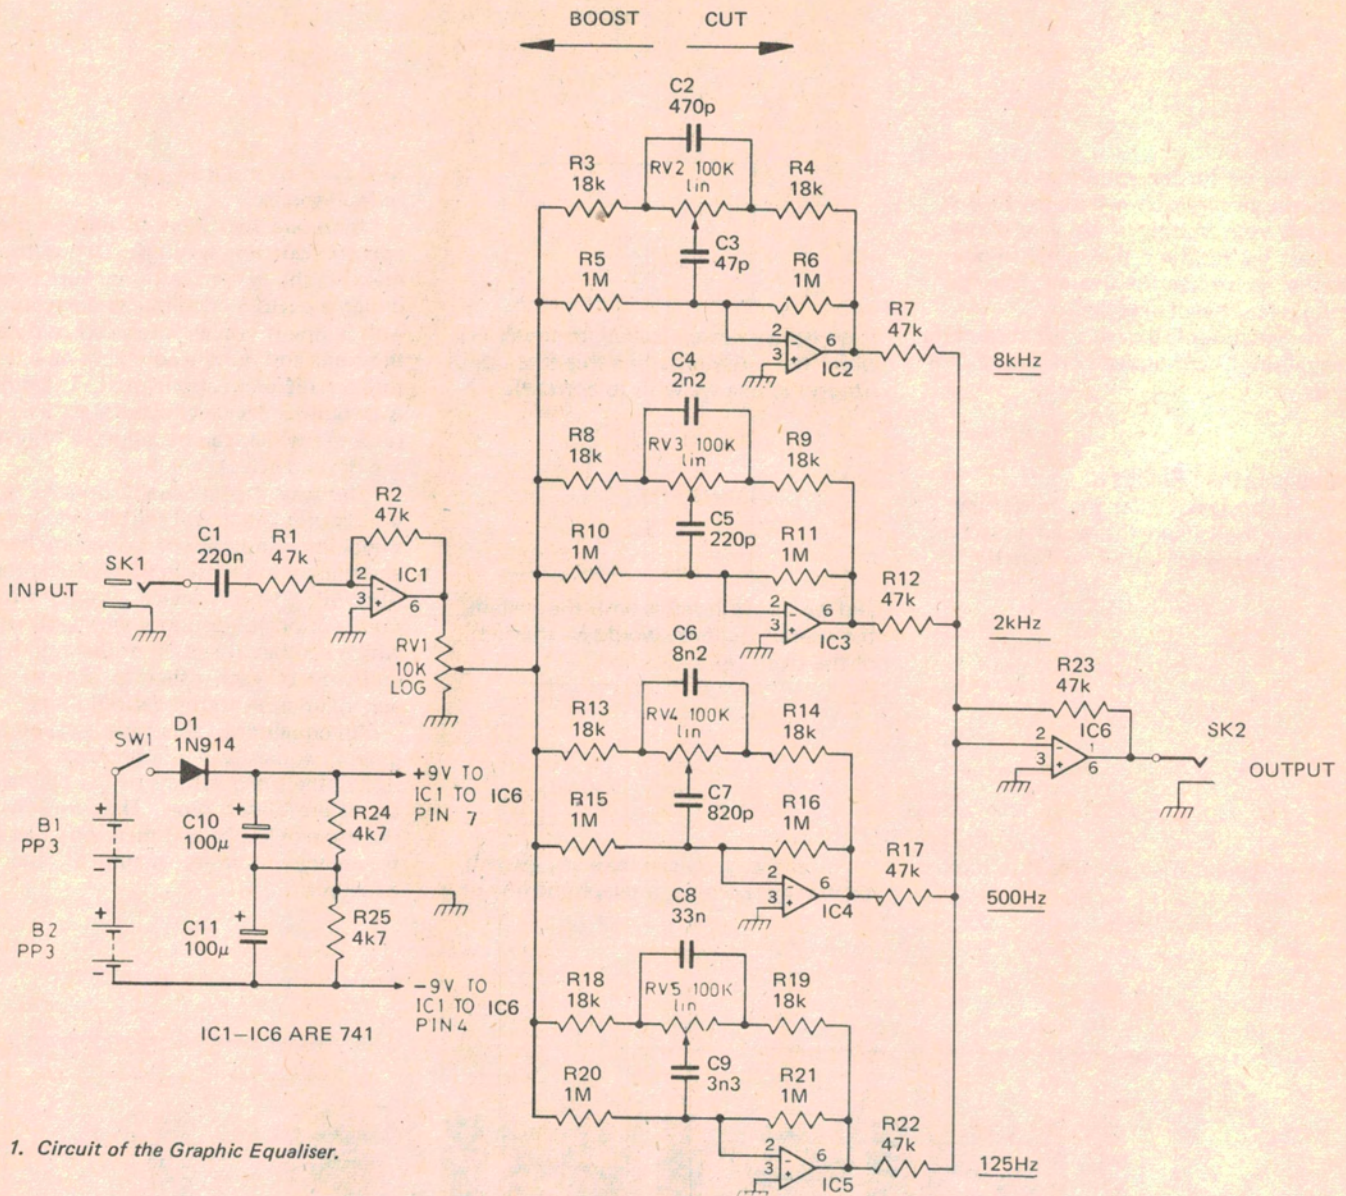 BOOST CUT
C2
470p
R3
18k
RV2 100K
lin
R4
18k
C3
47p
R5
1M
R6
1M
R7
47k
2
3
6
IC2
8kHz
C4
2n2
R8
18k
RV3 100K
lin
R9
18k
C5
220p
R10
1M
R11
1M
R12
47k
2
3
6
IC3
2kHz
INPUT
SK1
C1
220n
R1
47k
R2
47k
2
3
6
IC1
RV1
10K
LOG
C6
8n2
R13
18k
RV4 100K
lin
R14
18k
C7
820p
R15
1M
R16
1M
R17
47k
2
3
6
IC4
500Hz
R23
47k
2
3
1
6
IC6
SK2
OUTPUT
SW1
D1
1N914
B1
PP3
B2
PP3
C10
100µ
C11
100µ
R24
4k7
R25
4k7
+9V TO
IC1 TO IC6
PIN 7
-9V TO
IC1 TO IC6
PIN4
IC1–IC6 ARE 741
C8
33n
R18
18k
RV5 100K
lin
R19
18k
C9
3n3
R20
1M
R21
1M
R22
47k
2
3
6
IC5
125Hz
1. Circuit of the Graphic Equaliser.